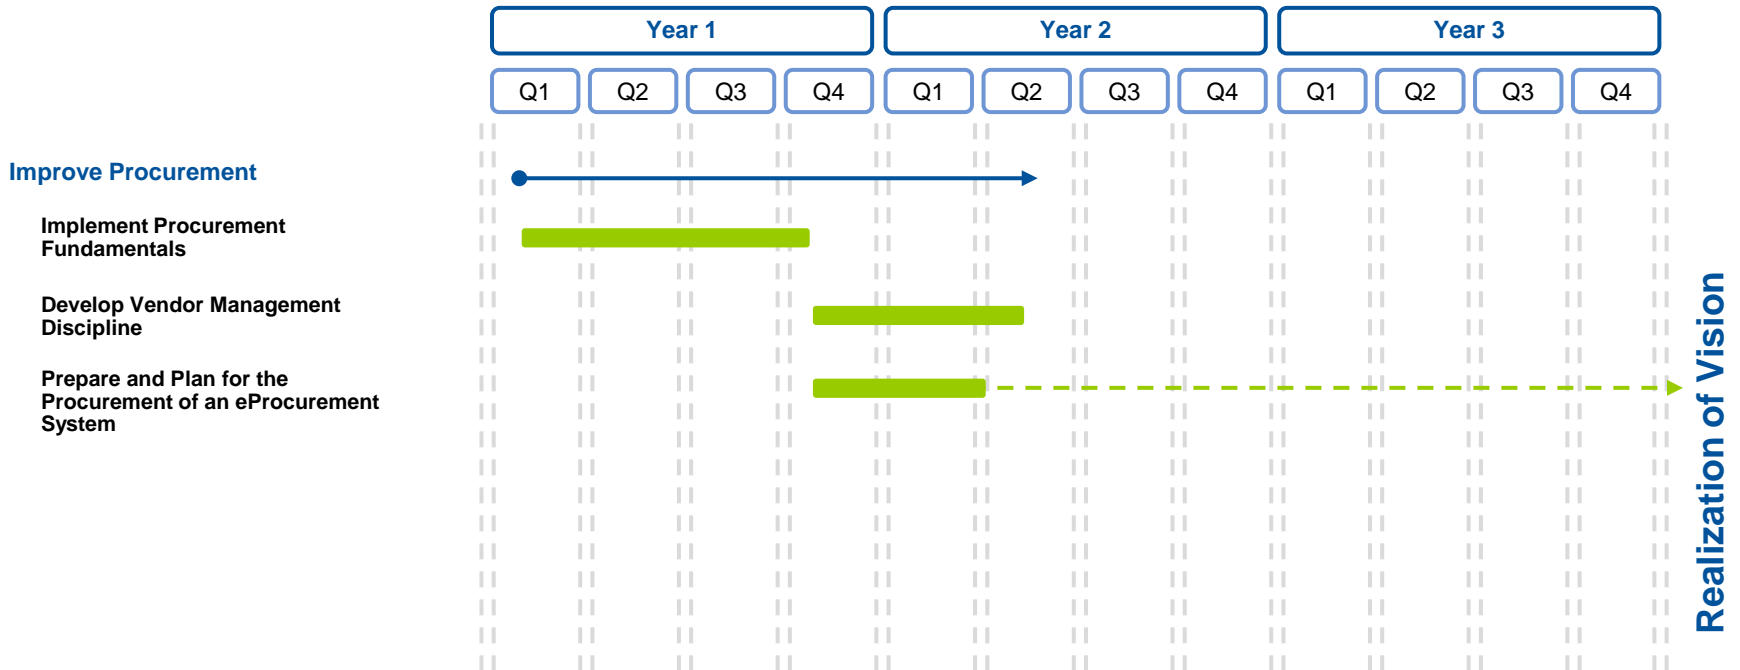 Year 1 Year 2 Year 3
Q1 Q2 Q3 Q4 Q1 Q2 Q3 Q4 Q1 Q2 Q3 Q4
Improve Procurement
Implement Procurement
Fundamentals
Develop Vendor Management
Discipline
Prepare and Plan for the
Procurement of an eProcurement
System
Realization of Vision